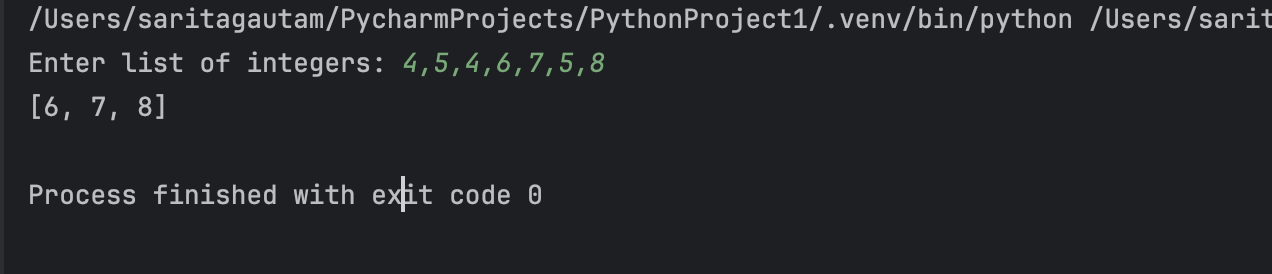 /Users/saritagautam/PycharmProjects/PythonProject1/.venv/bin/python /Users/sarit
Enter list of integers: 4,5,4,6,7,5,8
[6, 7, 8]
Process finished with exit code 0